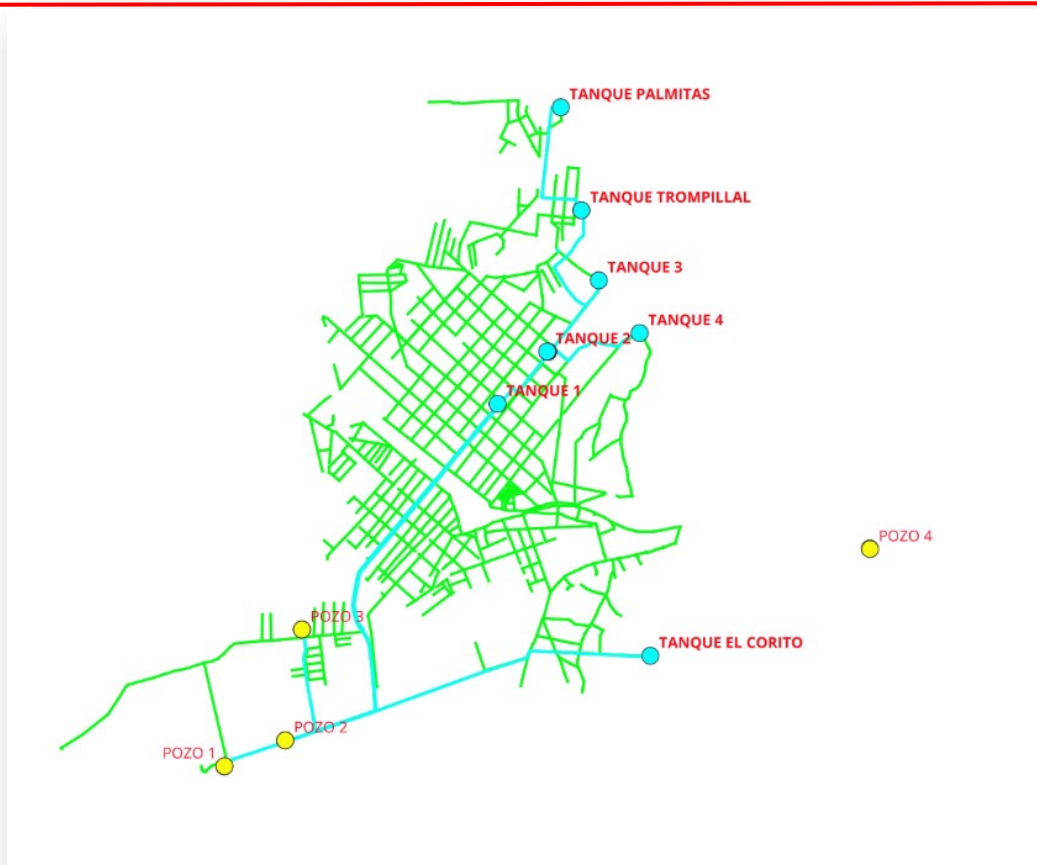 TANQUE PALMITAS
TANQUE TROMPILLAL
TANQUE 3
TANQUE 4
TANQUE 2
TANQUE 1
POZO 4
POZO 3
TANQUE EL CORITO
POZO 2
POZO 1